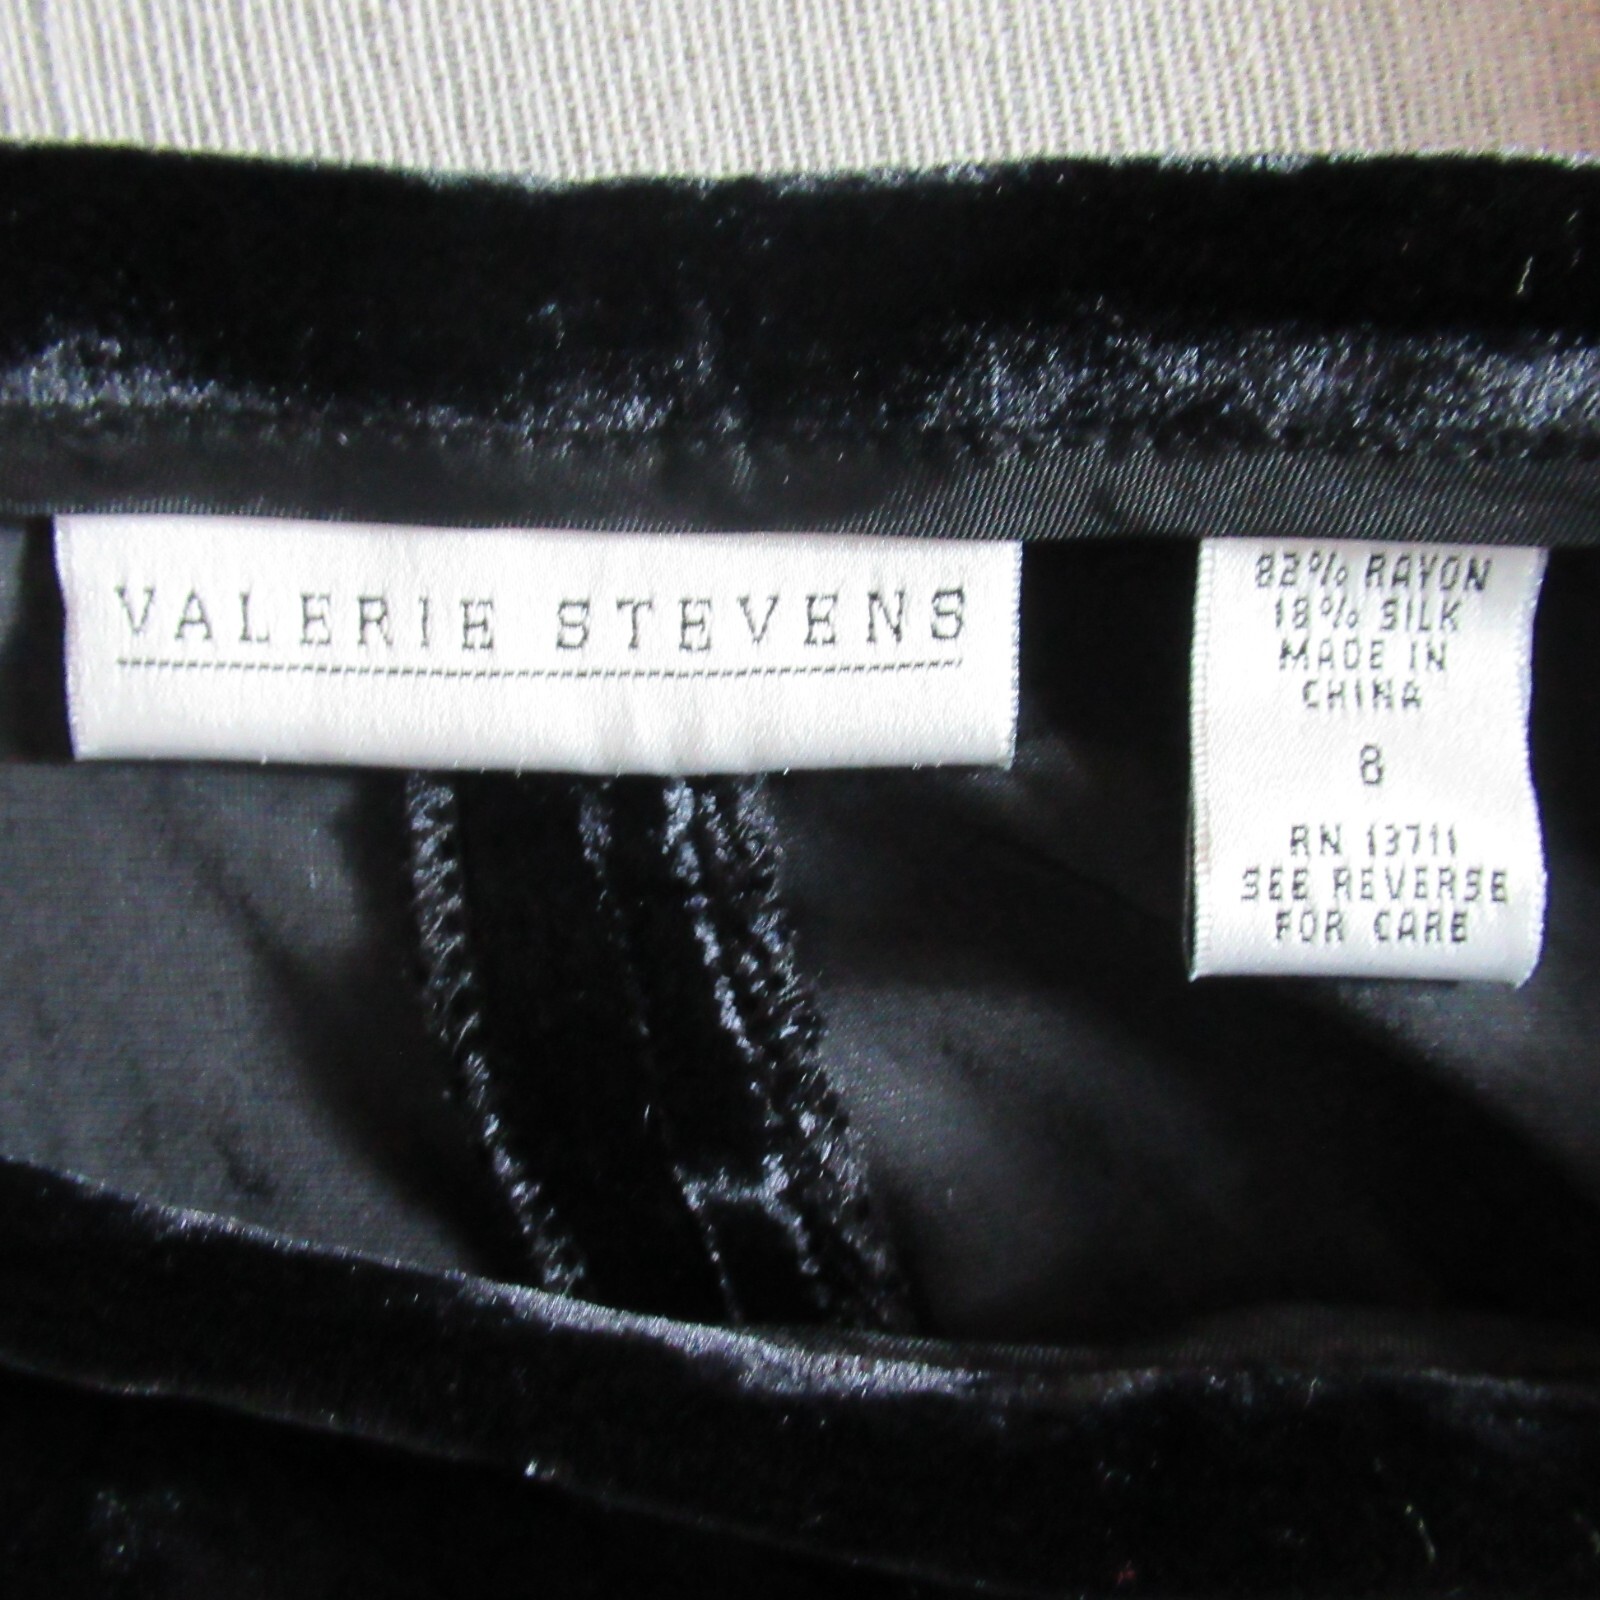 VALERIE STEVENS
82% RAYON
18% SILK
MADE IN
CHINA
8
RN 13711
SEE REVERSE
FOR CARE